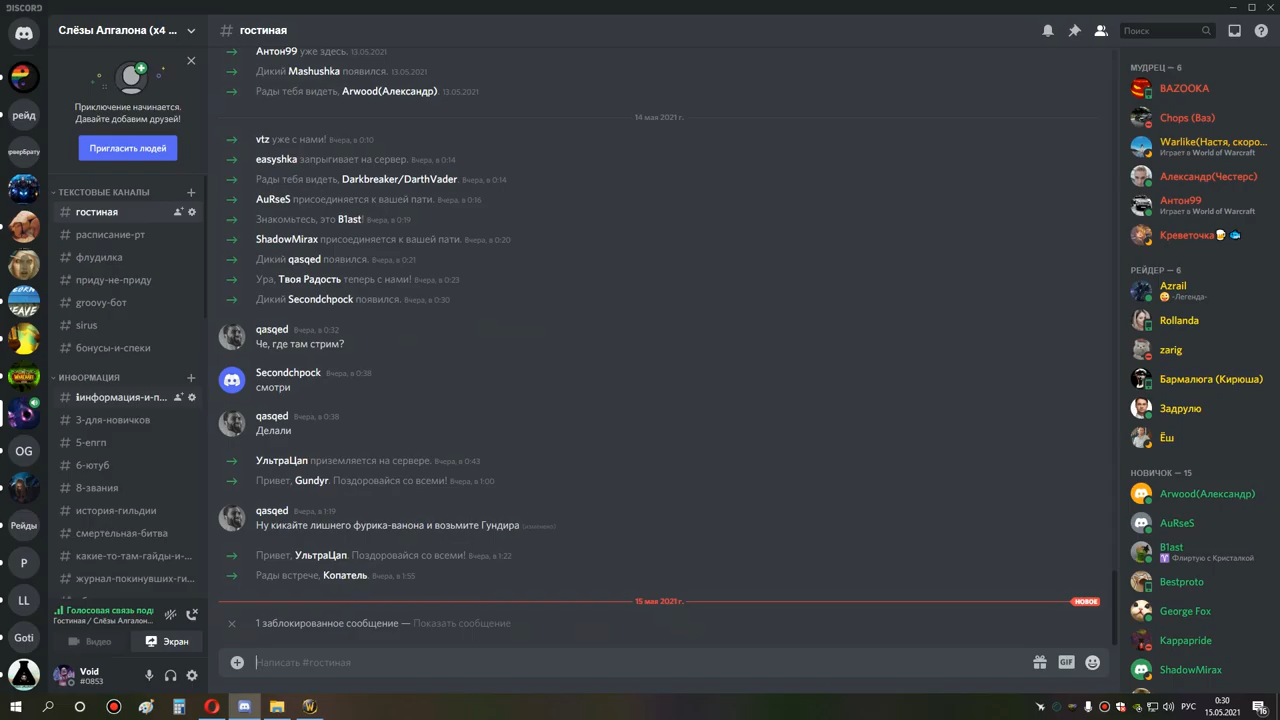 DISCORD
Слёзы Алгалона (x4 ...
# гостиная
Поиск
Приключение начинается.
Давайте добавим друзей!
Пригласить людей
рейд
рверБрату
OG
Рейды
P
LL
Goti
ТЕКСТОВЫЕ КАНАЛЫ
гостиная
расписание-рт
флудилка
приду-не-приду
groovy-бот
sirus
бонусы-и-спеки
ИНФОРМАЦИЯ
информация-и-п...
3-для-новичков
5-епгп
6-ютуб
8-звания
история-гильдии
смертельная-битва
какие-то-там-гайды-и-...
журнал-покинувших-ги...
Голосовая связь подк
Гостиная / Слёзы Алгалон...
Видео
Экран
Void
#0853
Антон99 уже здесь. 13.05.2021
Дикий Mashushka появился. 13.05.2021
Рады тебя видеть, Arwood(Александр). 13.05.2021
14 мая 2021 г.
vtz уже с нами! Вчера, в 0:10
easyshka запрыгивает на сервер. Вчера, в 0:14
Рады тебя видеть, Darkbreaker/DarthVader. Вчера, в 0:14
AuRseS присоединяется к вашей пати. Вчера, в 0:16
Знакомьтесь, это B1ast! Вчера, в 0:19
ShadowMirax присоединяется к вашей пати. Вчера, в 0:20
Дикий qasqed появился. Вчера, в 0:21
Ура, Твоя Радость теперь с нами! Вчера, в 0:23
Дикий Secondchpock появился. Вчера, в 0:30
qasqed Вчера, в 0:32
Че, где там стрим?
Secondchpock Вчера, в 0:38
смотри
qasqed Вчера, в 0:38
Делали
УльтраЦап приземляется на сервере. Вчера, в 0:43
Привет, Gundyr. Поздоровайся со всеми! Вчера, в 1:00
qasqed Вчера, в 1:19
Ну кикайте лишнего фурика-ванона и возьмите Гундира (изменено)
Привет, УльтраЦап. Поздоровайся со всеми! Вчера, в 1:22
Рады встрече, Копатель. Вчера, в 1:55
15 мая 2021 г.
НОВОЕ
1 заблокированное сообщение — Показать сообщение
Написать #гостиная
GIF
МУДРЕЦ — 6
BAZOOKA
Chops (Ваз)
Warlike(Настя, скоро...
Играет в World of Warcraft
Александр(Честерс)
Антон99
Играет в World of Warcraft
Креветочка
РЕЙДЕР — 6
Azrail
-Легенда-
Rollanda
zarig
Бармалюга (Кирюша)
Задрулю
Ёш
НОВИЧОК — 15
Arwood(Александр)
AuRseS
B1ast
Флиртую с Кристалкой
Bestproto
George Fox
Kappapride
ShadowMirax
РУС
0:30
15.05.2021
16